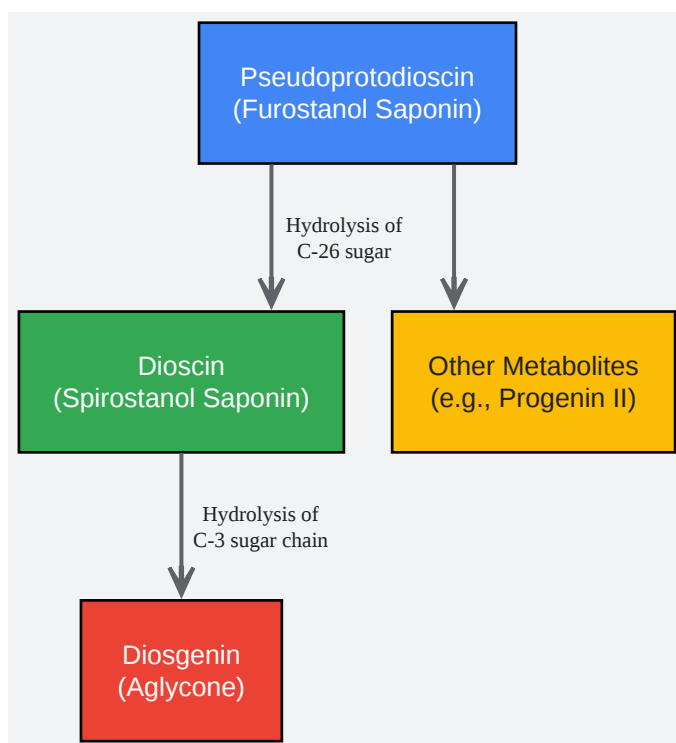 Pseudoprotodioscin
(Furostanol Saponin)
Hydrolysis of
C-26 sugar
Dioscin
(Spirostanol Saponin)
Other Metabolites
(e.g., Progenin II)
Hydrolysis of
C-3 sugar chain
Diosgenin
(Aglycone)